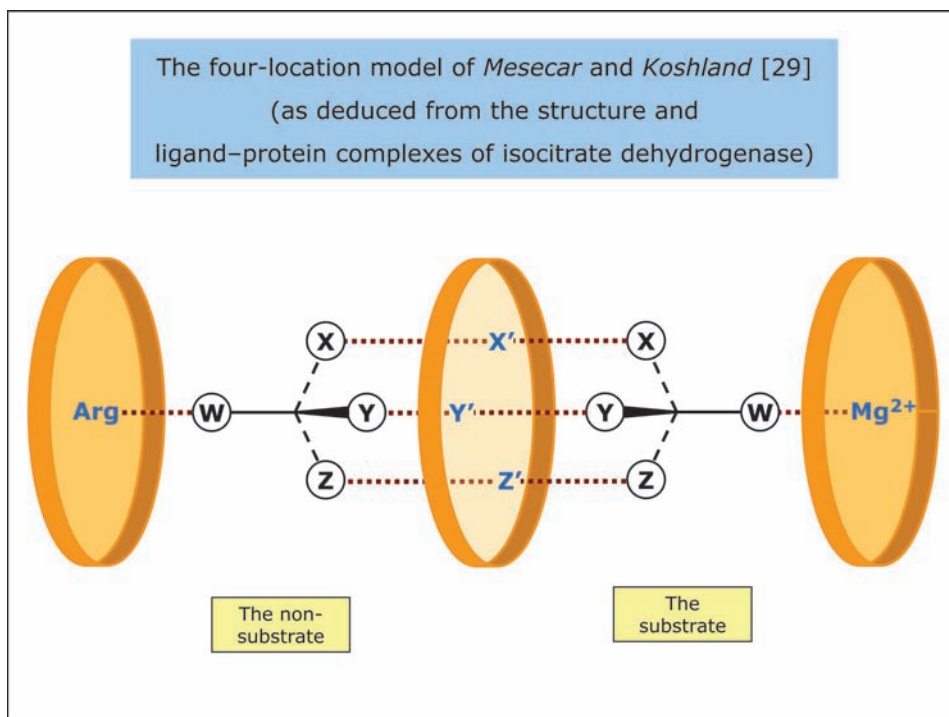 The four-location model of Mesecar and Koshland [29]
(as deduced from the structure and
ligand–protein complexes of isocitrate dehydrogenase)
X X′ X
Arg W Y Y′ Y W Mg²⁺
Z Z′ Z
The non-
substrate
The
substrate